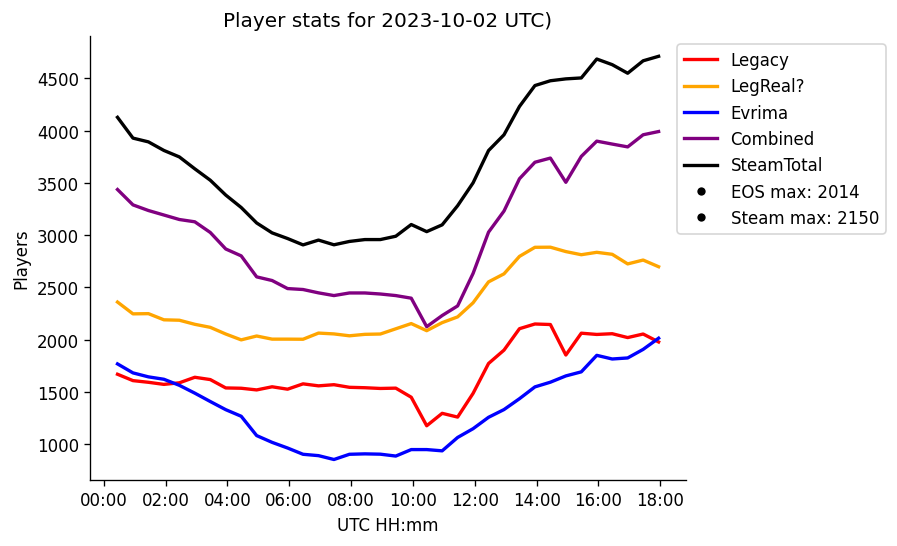 Player stats for 2023-10-02 UTC)
Legacy
LegReal?
Evrima
Combined
SteamTotal
EOS max: 2014
Steam max: 2150
Players
4500
4000
3500
3000
2500
2000
1500
1000
00:00 02:00 04:00 06:00 08:00 10:00 12:00 14:00 16:00 18:00
UTC HH:mm